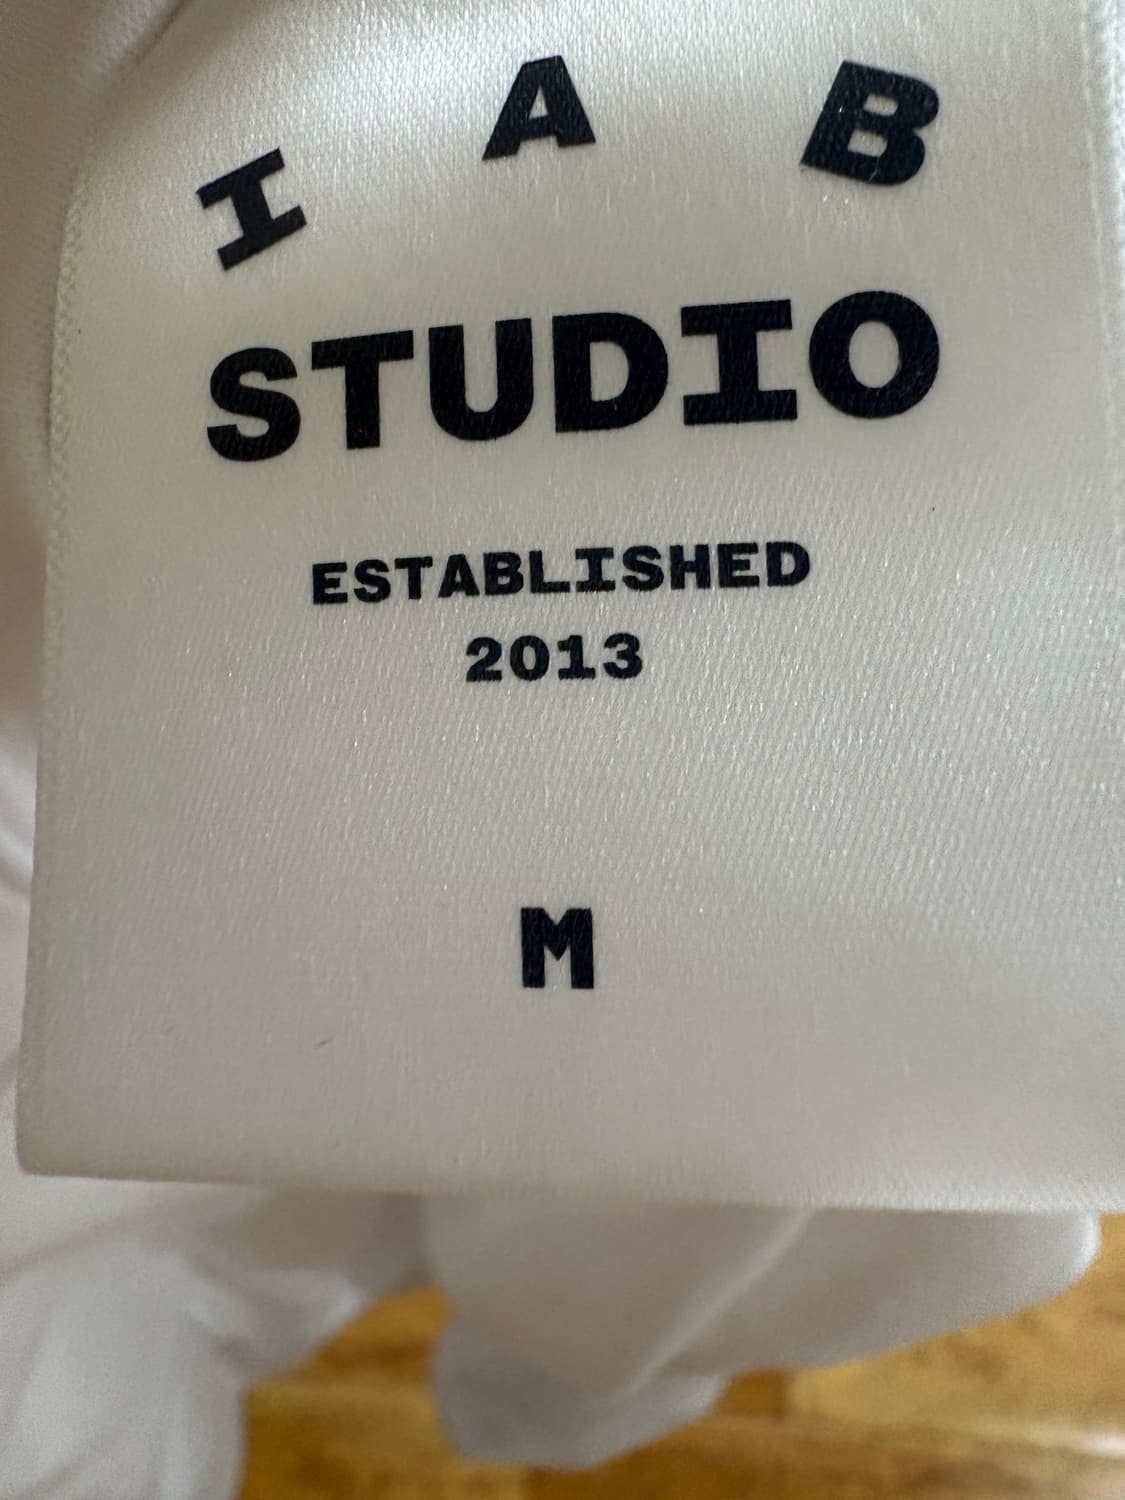 I A B
STUDIO
ESTABLISHED
2013
M